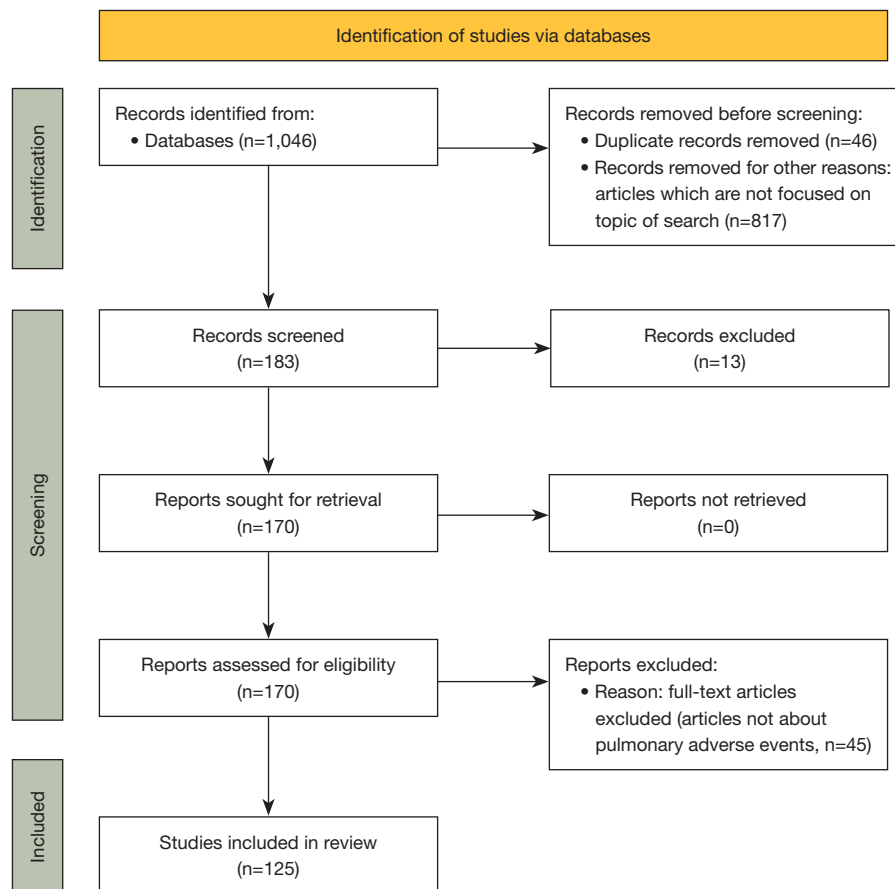 Identification of studies via databases
Identification
Records identified from:
• Databases (n=1,046)
Records removed before screening:
• Duplicate records removed (n=46)
• Records removed for other reasons:
articles which are not focused on
topic of search (n=817)
Screening
Records screened
(n=183)
Records excluded
(n=13)
Reports sought for retrieval
(n=170)
Reports not retrieved
(n=0)
Reports assessed for eligibility
(n=170)
Reports excluded:
• Reason: full-text articles
excluded (articles not about
pulmonary adverse events, n=45)
Included
Studies included in review
(n=125)